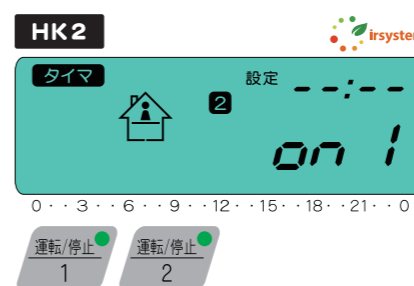 HK2
irsystem
タイマ
2
設定 --:--
on 1
0・・3・・6・・9・・12・・15・・18・・21・・0
運転/停止 運転/停止
1 2